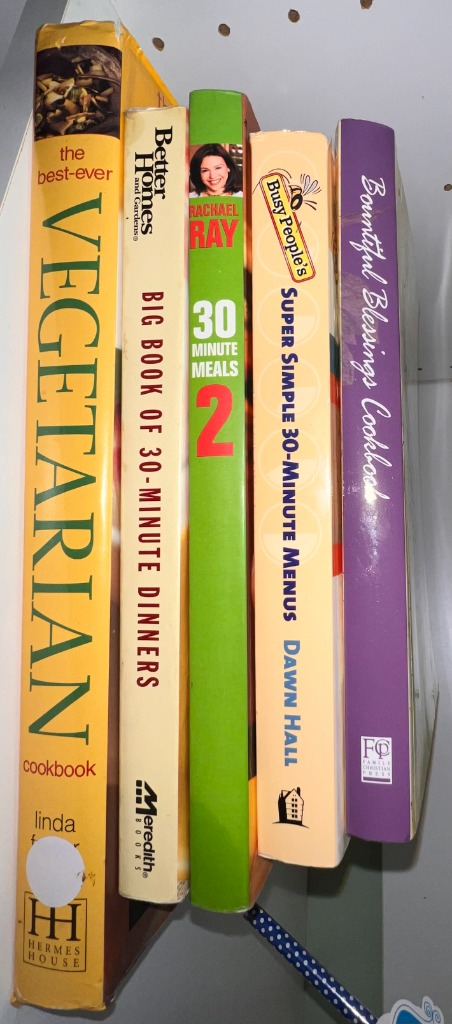 the
best-ever
VEGETARIAN
cookbook
linda
HH
HERMES
HOUSE
Better
Homes
and Gardens®
BIG BOOK OF 30-MINUTE DINNERS
Meredith®
BOOKS
RACHAEL
RAY
30
MINUTE
MEALS
2
Busy People's
SUPER SIMPLE 30-MINUTE MENUS
DAWN HALL
Bountiful Blessings Cookbook
FCP
FAMILY
CHRISTIAN
PRESS